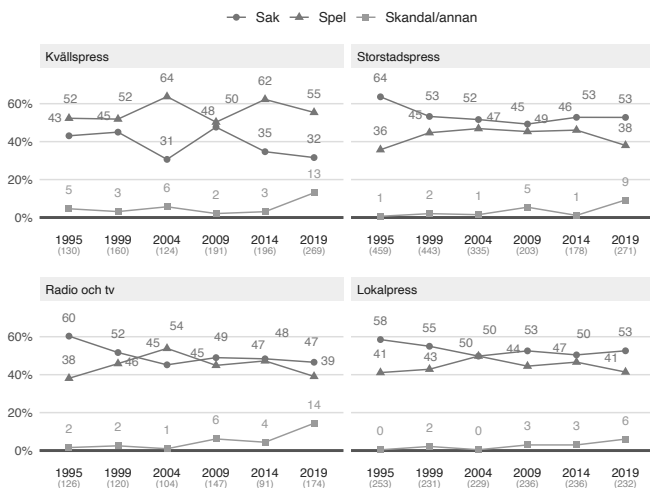 Sak Spel Skandal/annan
Kvällspress
64
62
52 52 50 55
60%
43 45 48
40%
31 35 32
20%
5 3 6 2 3 13
0%
1995 1999 2004 2009 2014 2019
(130) (160) (124) (191) (196) (269)
Storstadspress
64
53 52 53 53
45 47 45 49 46
36 38
1 2 1 5 1 9
1995 1999 2004 2009 2014 2019
(459) (443) (335) (203) (178) (271)
Radio och tv
60
52 54 49 48 47
60%
38 46 45 45 47 39
40%
20%
2 2 1 6 4 14
0%
1995 1999 2004 2009 2014 2019
(126) (120) (104) (147) (91) (174)
Lokalpress
58 55 50 53 50 53
41 43 50 44 47 41
0 2 0 3 3 6
1995 1999 2004 2009 2014 2019
(253) (231) (229) (236) (236) (232)